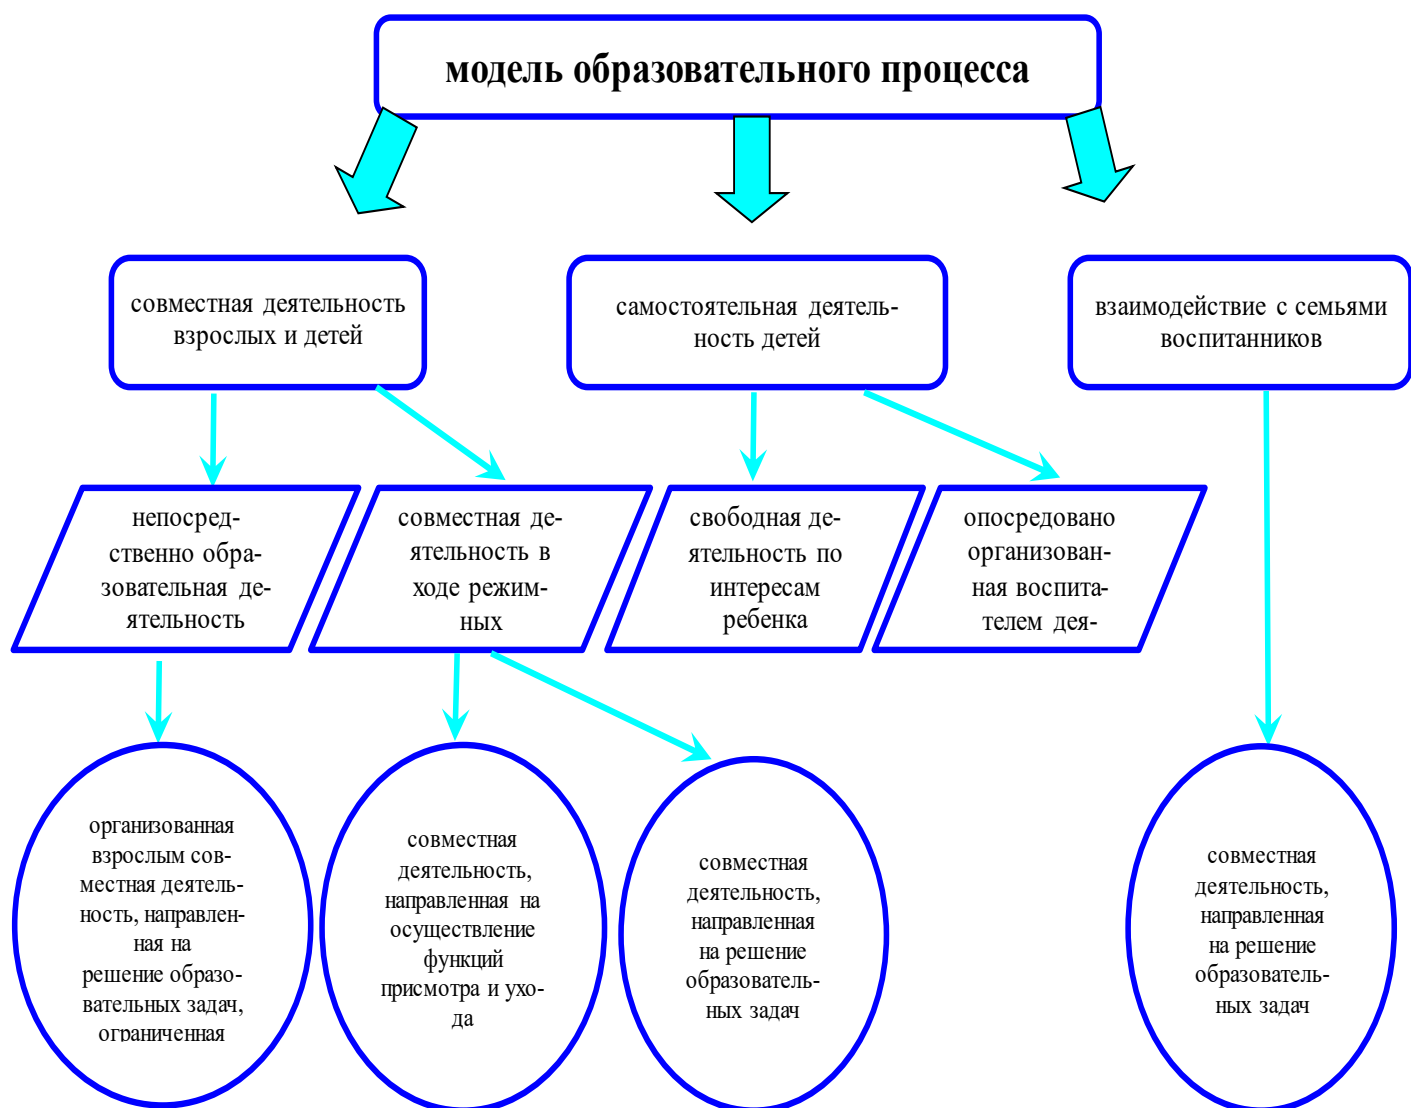 модель образовательного процесса
совместная деятельность
взрослых и детей
самостоятельная деятель-
ность детей
взаимодействие с семьями
воспитанников
непосред-
ственно обра-
зовательная де-
ятельность
совместная де-
ятельность в
ходе режим-
ных
свободная де-
ятельность по
интересам
ребенка
опосредовано
организован-
ная воспита-
телем дея-
организованная
взрослым сов-
местная деятель-
ность, направлен-
ная на
решение образо-
вательных задач,
ограниченная
совместная
деятельность,
направленная на
осуществление
функций
присмотра и ухо-
да
совместная
деятельность,
направленная
на решение
образователь-
ных задач
совместная
деятельность,
направленная
на решение
образователь-
ных задач